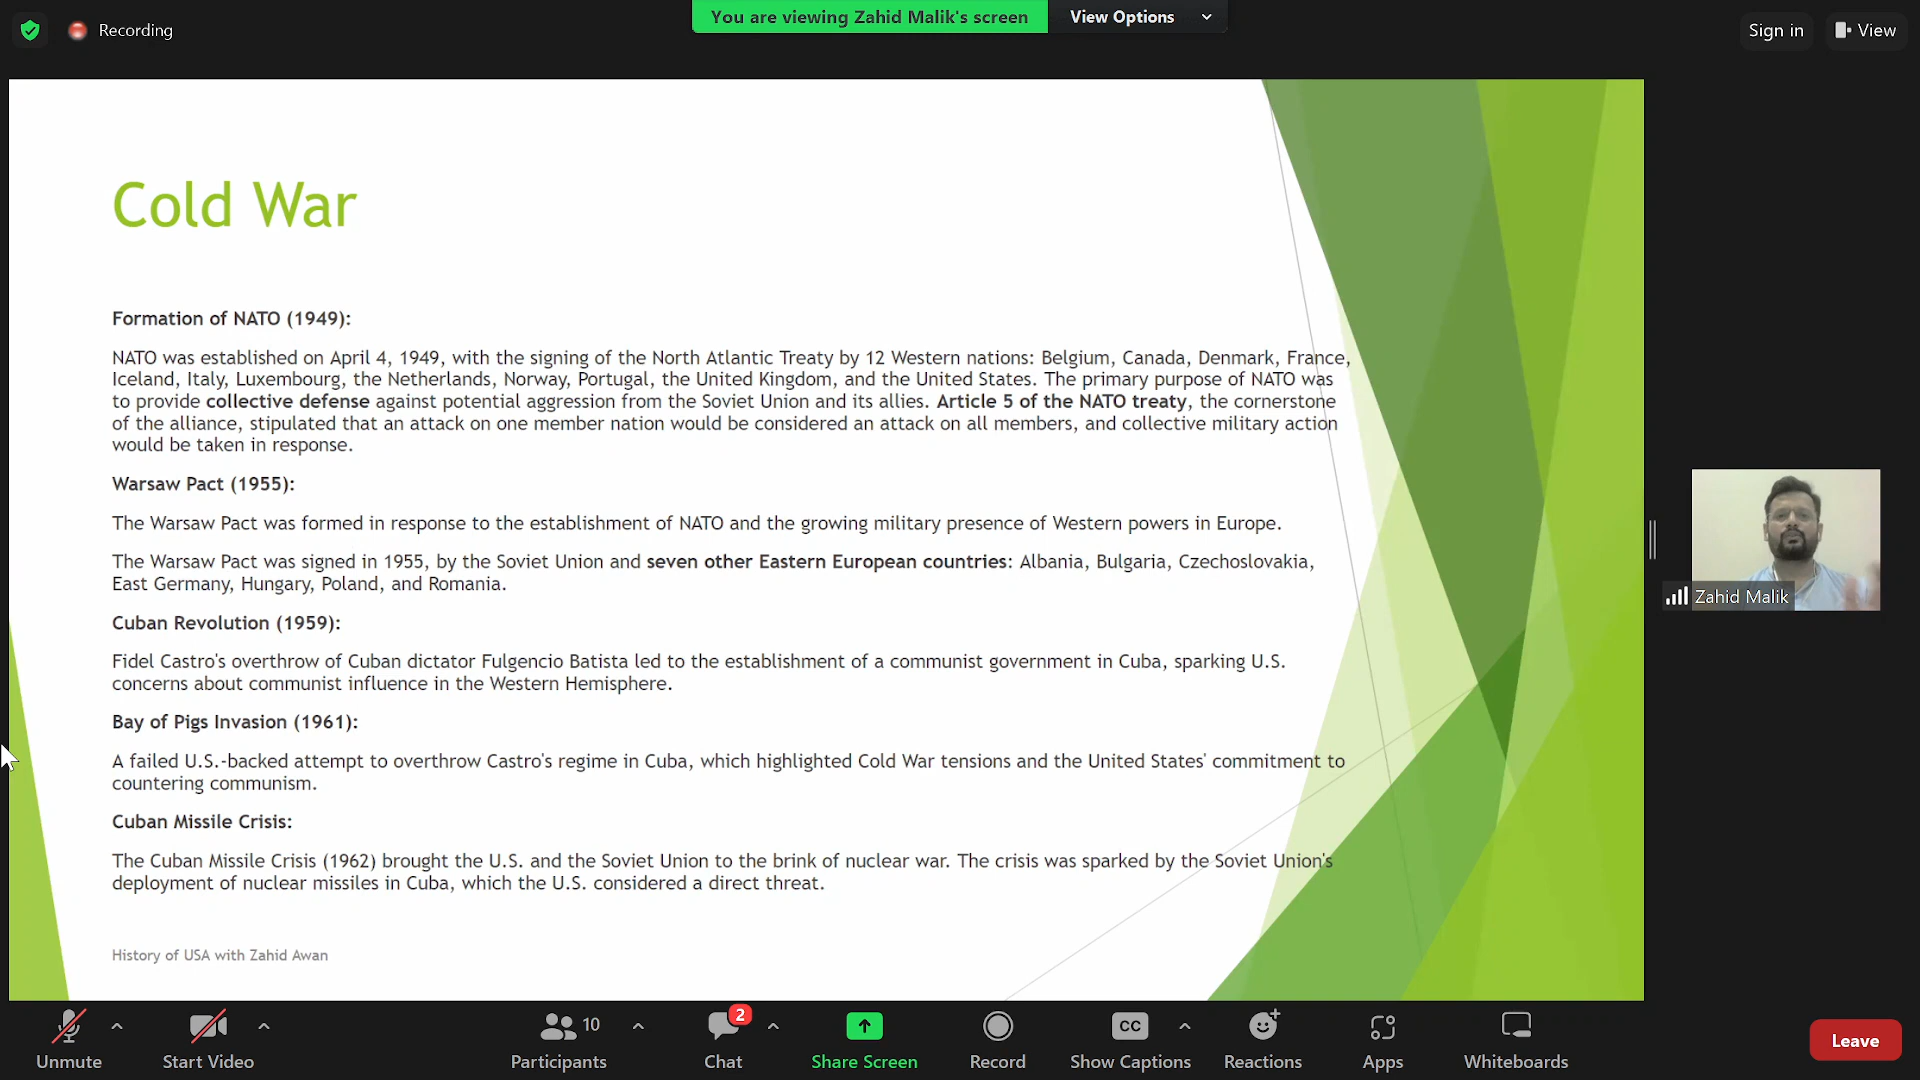 You are viewing Zahid Malik's screen
View Options
Recording
Sign in
View
Cold War
Formation of NATO (1949):
NATO was established on April 4, 1949, with the signing of the North Atlantic Treaty by 12 Western nations: Belgium, Canada, Denmark, France,
Iceland, Italy, Luxembourg, the Netherlands, Norway, Portugal, the United Kingdom, and the United States. The primary purpose of NATO was
to provide collective defense against potential aggression from the Soviet Union and its allies. Article 5 of the NATO treaty, the cornerstone
of the alliance, stipulated that an attack on one member nation would be considered an attack on all members, and collective military action
would be taken in response.
Warsaw Pact (1955):
The Warsaw Pact was formed in response to the establishment of NATO and the growing military presence of Western powers in Europe.
The Warsaw Pact was signed in 1955, by the Soviet Union and seven other Eastern European countries: Albania, Bulgaria, Czechoslovakia,
East Germany, Hungary, Poland, and Romania.
Cuban Revolution (1959):
Fidel Castro's overthrow of Cuban dictator Fulgencio Batista led to the establishment of a communist government in Cuba, sparking U.S.
concerns about communist influence in the Western Hemisphere.
Bay of Pigs Invasion (1961):
A failed U.S.-backed attempt to overthrow Castro's regime in Cuba, which highlighted Cold War tensions and the United States' commitment to
countering communism.
Cuban Missile Crisis:
The Cuban Missile Crisis (1962) brought the U.S. and the Soviet Union to the brink of nuclear war. The crisis was sparked by the Soviet Union's
deployment of nuclear missiles in Cuba, which the U.S. considered a direct threat.
History of USA with Zahid Awan
Zahid Malik
Unmute
Start Video
10
Participants
2
Chat
Share Screen
Record
CC
Show Captions
Reactions
Apps
Whiteboards
Leave